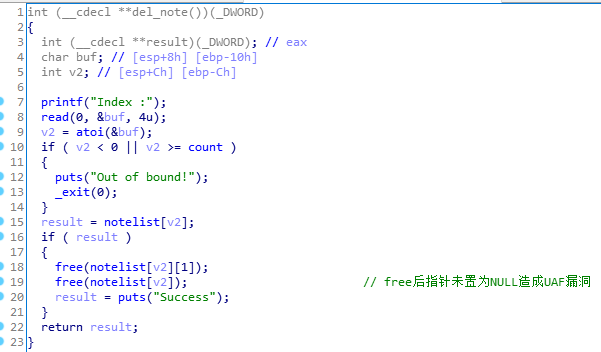 1 int (__cdecl **del_note())(_DWORD)
2 {
3 int (__cdecl **result)(_DWORD); // eax
4 char buf; // [esp+8h] [ebp-10h]
5 int v2; // [esp+Ch] [ebp-Ch]
6
7 printf("Index :");
8 read(0, &buf, 4u);
9 v2 = atoi(&buf);
10 if ( v2 < 0 || v2 >= count )
11 {
12 puts("Out of bound!");
13 _exit(0);
14 }
15 result = notelist[v2];
16 if ( result )
17 {
18 free(notelist[v2][1]);
19 free(notelist[v2]); // free后指针未置为NULL造成UAF漏洞
20 result = puts("Success");
21 }
22 return result;
23 }